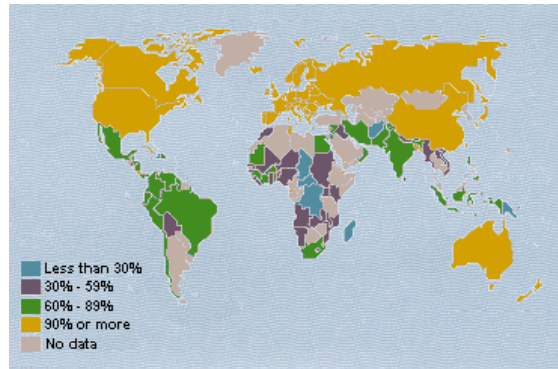 Less than 30%
30% - 59%
60% - 89%
90% or more
No data